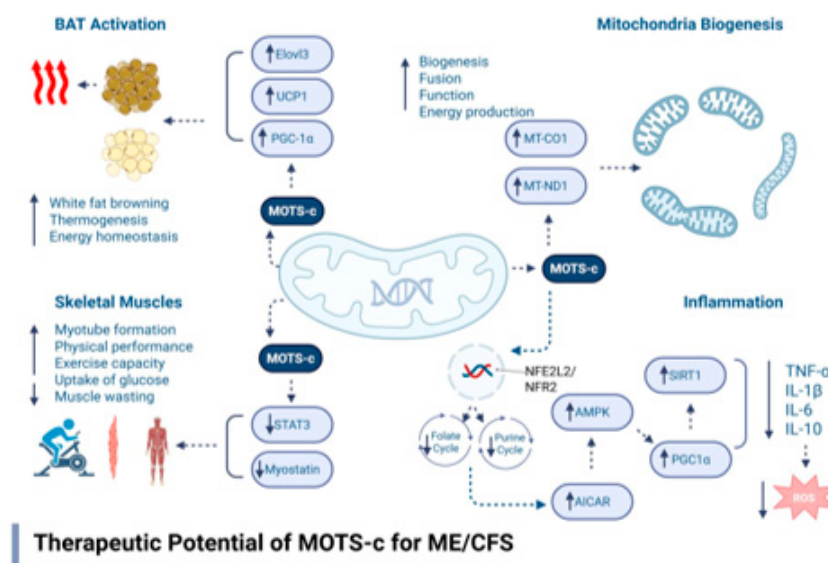 BAT Activation
↑Elovl3
↑UCP1
↑PGC-1α
MOTS-c
White fat browning
Thermogenesis
Energy homeostasis
Mitochondria Biogenesis
Biogenesis
Fusion
Function
Energy production
↑MT-CO1
↑MT-ND1
MOTS-c
Skeletal Muscles
Myotube formation
Physical performance
Exercise capacity
Uptake of glucose
Muscle wasting
MOTS-c
↓STAT3
↓Myostatin
Inflammation
NFE2L2/
NFR2
Folate
Cycle
Purine
Cycle
↑AICAR
↑AMPK
↑PGC1α
↑SIRT1
TNF-α
IL-1β
IL-6
IL-10
ROS
Therapeutic Potential of MOTS-c for ME/CFS